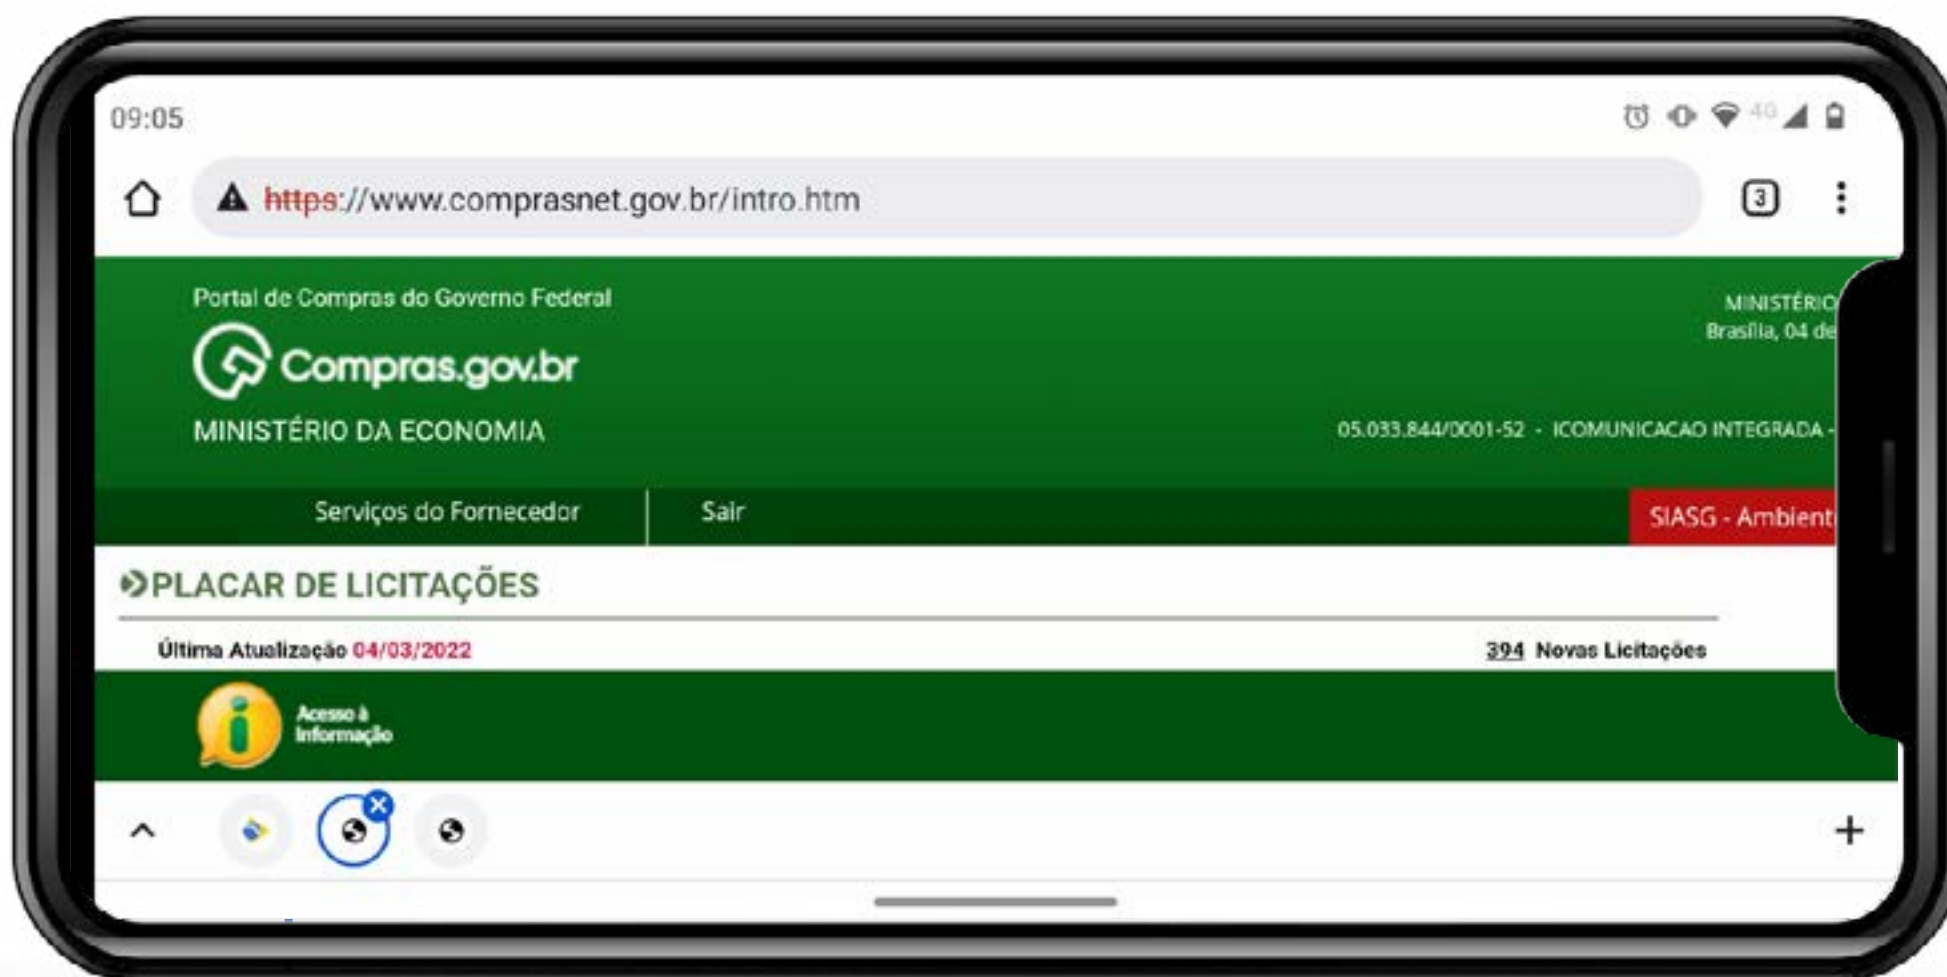 09:05
4G
https://www.comprasnet.gov.br/intro.htm
3
Portal de Compras do Governo Federal
MINISTÉRIO
Brasília, 04 de
Compras.gov.br
MINISTÉRIO DA ECONOMIA
05.033.844/0001-52 - ICOMUNICACAO INTEGRADA -
Serviços do Fornecedor
Sair
SIASG - Ambient
PLACAR DE LICITAÇÕES
Última Atualização 04/03/2022
394 Novas Licitações
Acesso à
Informação